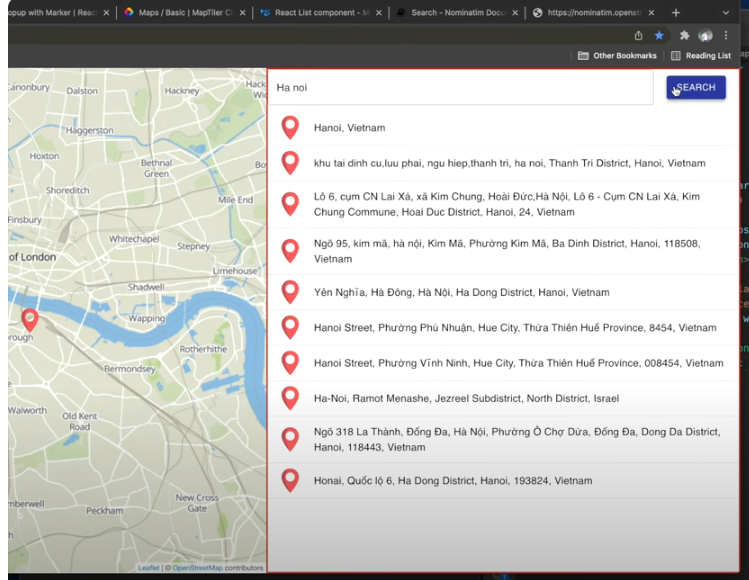 opup with Marker | Reac
Maps / Basic | MapTiler Cl
React List component - M
Search - Nominatim Docu
https://nominatim.openst
Other Bookmarks
Reading List
Ha noi
SEARCH
Hanoi, Vietnam
khu tai dinh cu,luu phai, ngu hiep,thanh tri, ha noi, Thanh Tri District, Hanoi, Vietnam
Lô 6, cụm CN Lai Xá, xã Kim Chung, Hoài Đức,Hà Nội, Lô 6 - Cụm CN Lai Xá, Kim
Chung Commune, Hoai Duc District, Hanoi, 24, Vietnam
Ngõ 95, kim mã, hà nội, Kim Mã, Phường Kim Mã, Ba Dinh District, Hanoi, 118508,
Vietnam
Yên Nghĩa, Hà Đông, Hà Nội, Ha Dong District, Hanoi, Vietnam
Hanoi Street, Phường Phú Nhuận, Hue City, Thừa Thiên Huế Province, 8454, Vietnam
Hanoi Street, Phường Vĩnh Ninh, Hue City, Thừa Thiên Huế Province, 008454, Vietnam
Ha-Noi, Ramot Menashe, Jezreel Subdistrict, North District, Israel
Ngõ 318 La Thành, Đống Đa, Hà Nội, Phường Ô Chợ Dừa, Đống Đa, Dong Da District,
Hanoi, 118443, Vietnam
Honai, Quốc lộ 6, Ha Dong District, Hanoi, 193824, Vietnam
Canonbury
Dalston
Hackney
Hack
Wic
Haggerston
Hoxton
Bethnal
Green
Bo
Shoreditch
Mile End
Finsbury
Whitechapel
Stepney
of London
Limehouse
Shadwell
Wapping
rough
Rotherhithe
Bermondsey
Walworth
Old Kent
Road
New Cross
Gate
mberwell
Peckham
Leaflet | © OpenStreetMap contributors